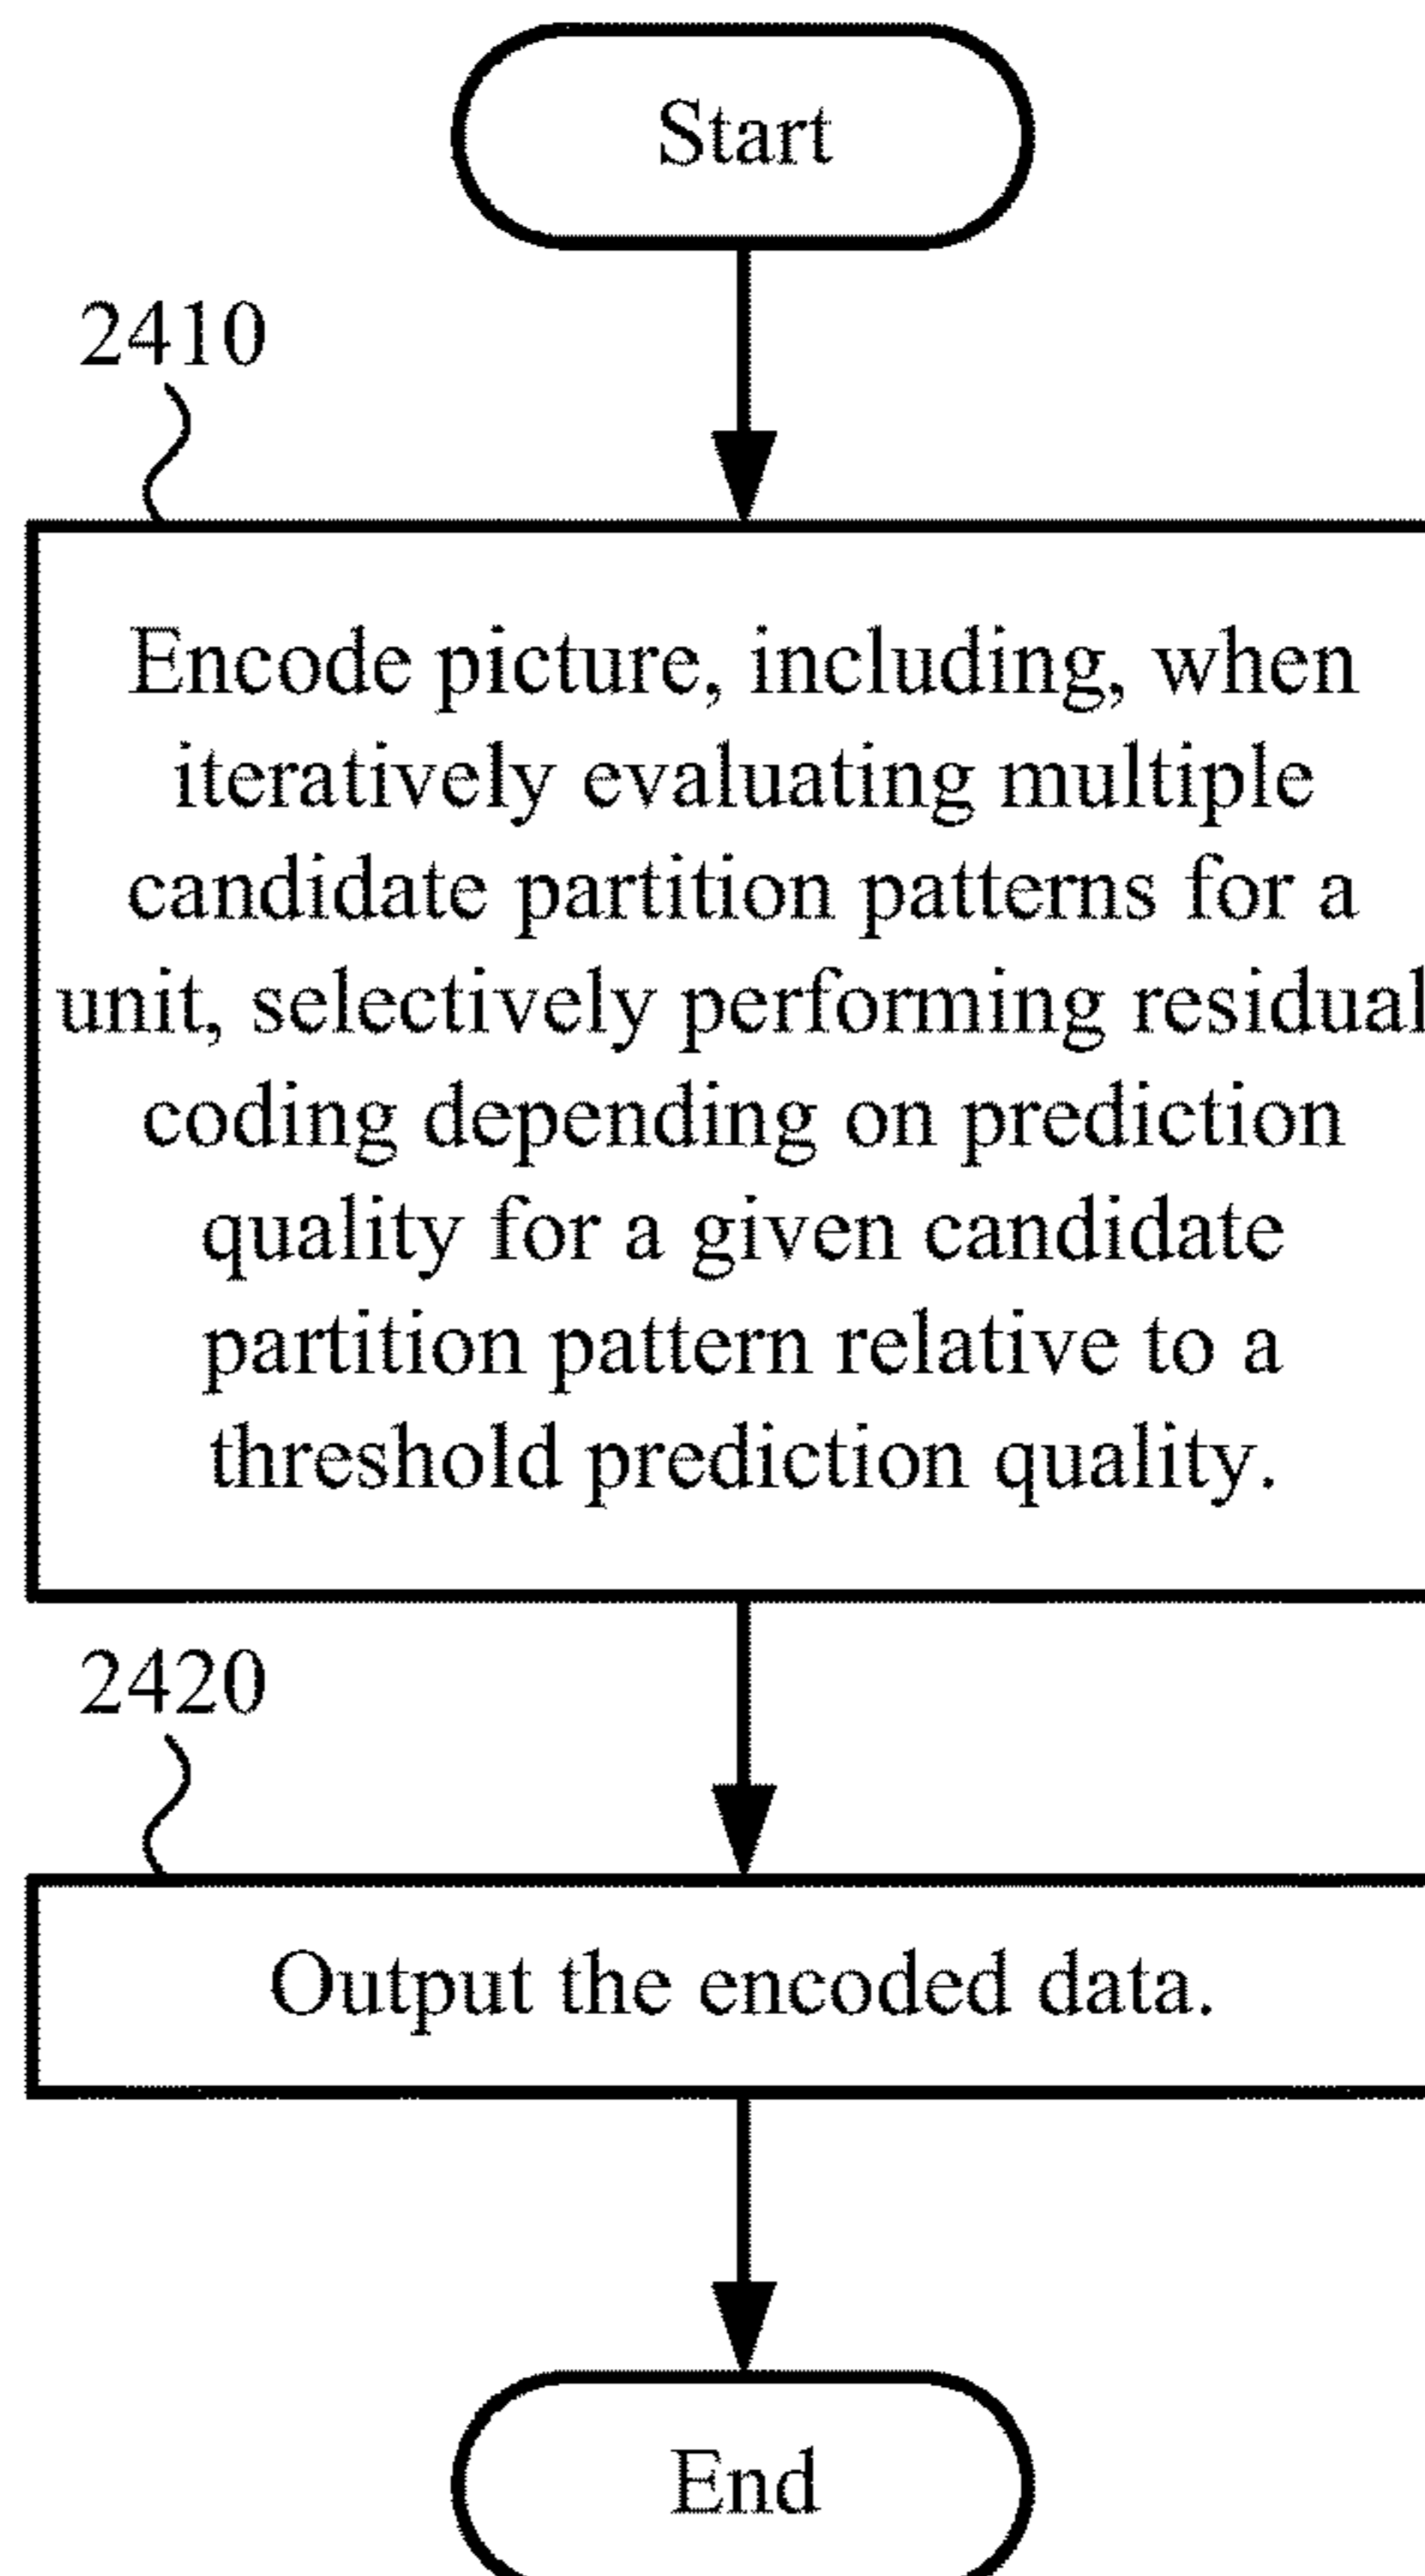 Start
2410
Encode picture, including, when
iteratively evaluating multiple
candidate partition patterns for a
unit, selectively performing residual
coding depending on prediction
quality for a given candidate
partition pattern relative to a
threshold prediction quality.
2420
Output the encoded data.
End